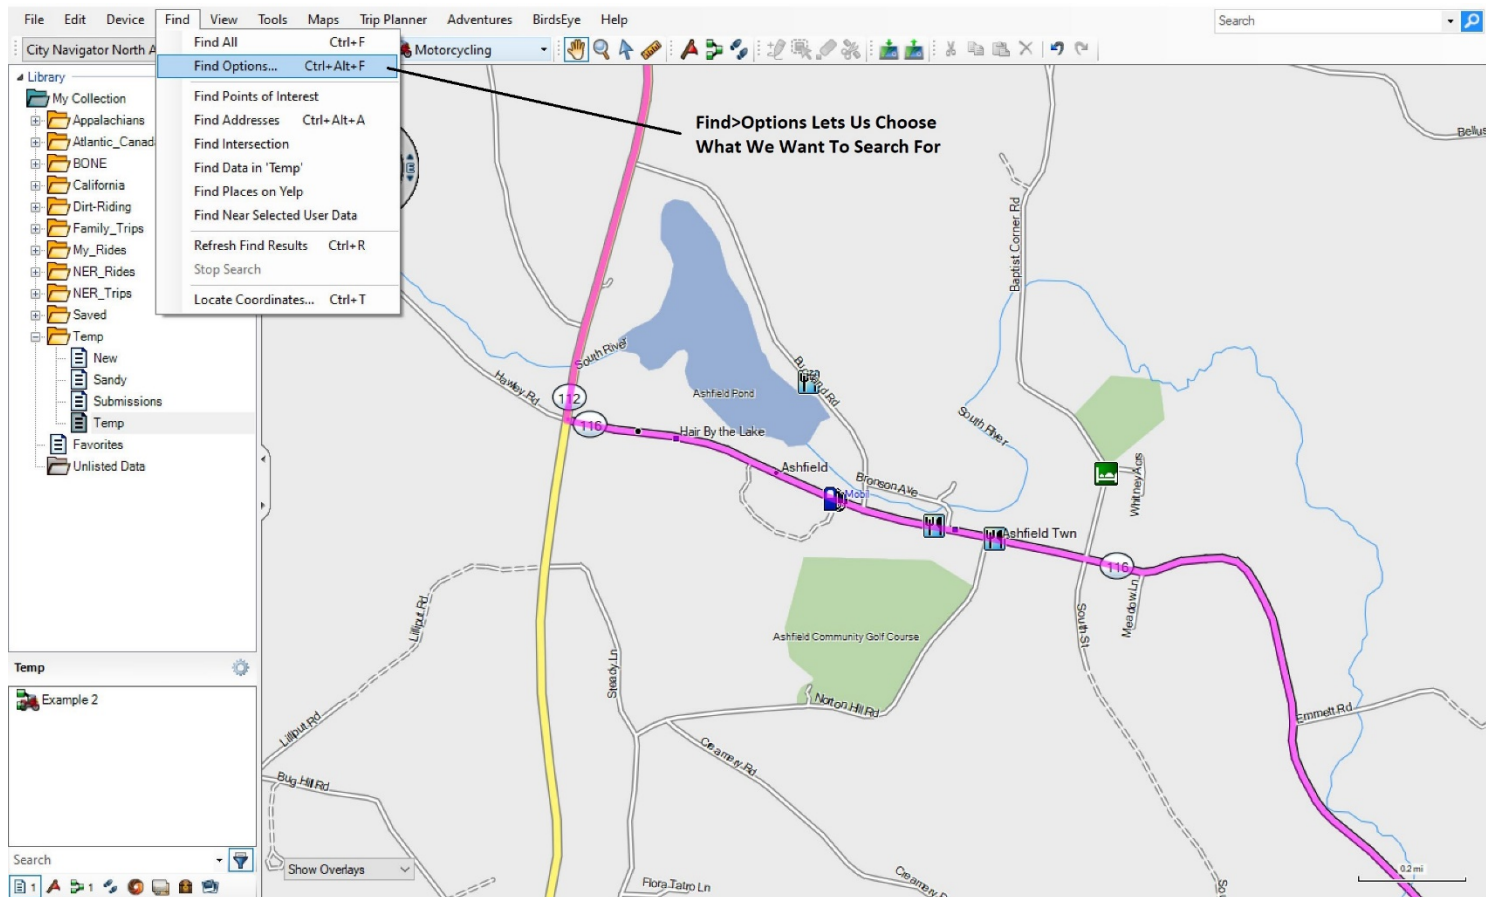 File Edit Device Find View Tools Maps Trip Planner Adventures BirdsEye Help
Search
City Navigator North A
Motorcycling
Find All Ctrl+F
Find Options... Ctrl+Alt+F
Find Points of Interest
Find Addresses Ctrl+Alt+A
Find Intersection
Find Data in 'Temp'
Find Places on Yelp
Find Near Selected User Data
Refresh Find Results Ctrl+R
Stop Search
Locate Coordinates... Ctrl+T
Library
My Collection
Appalachians
Atlantic_Canad
BONE
California
Dirt-Riding
Family_Trips
My_Rides
NER_Rides
NER_Trips
Saved
Temp
New
Sandy
Submissions
Temp
Favorites
Unlisted Data
Temp
Example 2
Search
1
1
Find>Options Lets Us Choose
What We Want To Search For
E
Bellus
Baptist Corner Rd
South River
Hawley Rd
112
116
Ashfield Pond
Hair By the Lake
Ashfield
Mobil
Bronson Ave
South River
Whitney Acrs
Ashfield Twn
116
Meadow Ln
South St
Ashfield Community Golf Course
Norton Hill Rd
Lilliput Rd
Steady Ln
Emmett Rd
Lilliput Rd
Creamery Rd
Bug Hill Rd
Show Overlays
Flora Tatro Ln
Creamery
So
0.2 mi